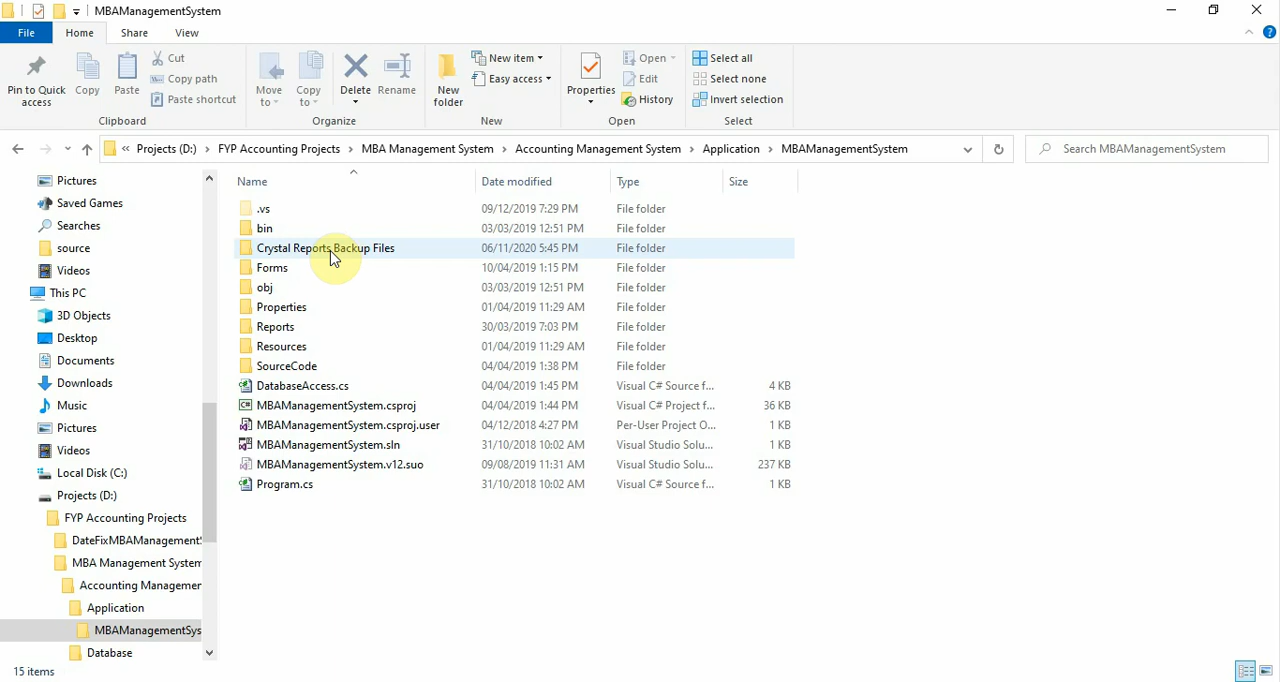 MBAManagementSystem
File Home Share View
Pin to Quick access
Copy
Paste
Cut
Copy path
Paste shortcut
Clipboard
Move to
Copy to
Delete
Rename
Organize
New folder
New item
Easy access
New
Properties
Open
Edit
History
Open
Select all
Select none
Invert selection
Select
« Projects (D:) › FYP Accounting Projects › MBA Management System › Accounting Management System › Application › MBAManagementSystem
Search MBAManagementSystem
Pictures
Saved Games
Searches
source
Videos
This PC
3D Objects
Desktop
Documents
Downloads
Music
Pictures
Videos
Local Disk (C:)
Projects (D:)
FYP Accounting Projects
DateFixMBAManagement
MBA Management System
Accounting Managemen
Application
MBAManagementSys
Database
Name Date modified Type Size
.vs 09/12/2019 7:29 PM File folder
bin 03/03/2019 12:51 PM File folder
Crystal Reports Backup Files 06/11/2020 5:45 PM File folder
Forms 10/04/2019 1:15 PM File folder
obj 03/03/2019 12:51 PM File folder
Properties 01/04/2019 11:29 AM File folder
Reports 30/03/2019 7:03 PM File folder
Resources 01/04/2019 11:29 AM File folder
SourceCode 04/04/2019 1:38 PM File folder
DatabaseAccess.cs 04/04/2019 1:45 PM Visual C# Source f... 4 KB
MBAManagementSystem.csproj 04/04/2019 1:44 PM Visual C# Project f... 36 KB
MBAManagementSystem.csproj.user 04/12/2018 4:27 PM Per-User Project O... 1 KB
MBAManagementSystem.sln 31/10/2018 10:02 AM Visual Studio Solu... 1 KB
MBAManagementSystem.v12.suo 09/08/2019 11:31 AM Visual Studio Solu... 237 KB
Program.cs 31/10/2018 10:02 AM Visual C# Source f... 1 KB
15 items